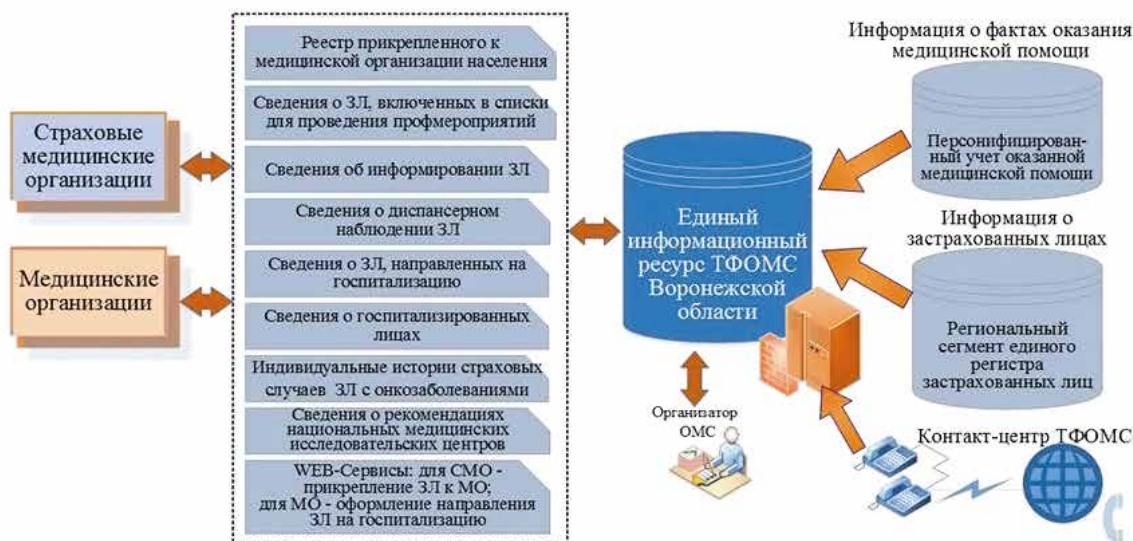 Страховые
медицинские
организации
Медицинские
организации
Реестр прикрепленного к
медицинской организации населения
Сведения о ЗЛ, включенных в списки
для проведения профмероприятий
Сведения об информировании ЗЛ
Сведения о диспансерном
наблюдении ЗЛ
Сведения о ЗЛ, направленных на
госпитализацию
Сведения о госпитализированных
лицах
Индивидуальные истории страховых
случаев ЗЛ с онкозаболеваниями
Сведения о рекомендациях
национальных медицинских
исследовательских центров
WEB-Сервисы: для СМО -
прикрепление ЗЛ к МО;
для МО - оформление направления
ЗЛ на госпитализацию
Единый
информационный
ресурс ТФОМС
Воронежской
области
Организатор
ОМС
Информация о фактах оказания
медицинской помощи
Персонифицирован-
ный учет оказанной
медицинской помощи
Информация о
застрахованных лицах
Региональный
сегмент единого
регистра
застрахованных лиц
Контакт-центр ТФОМС